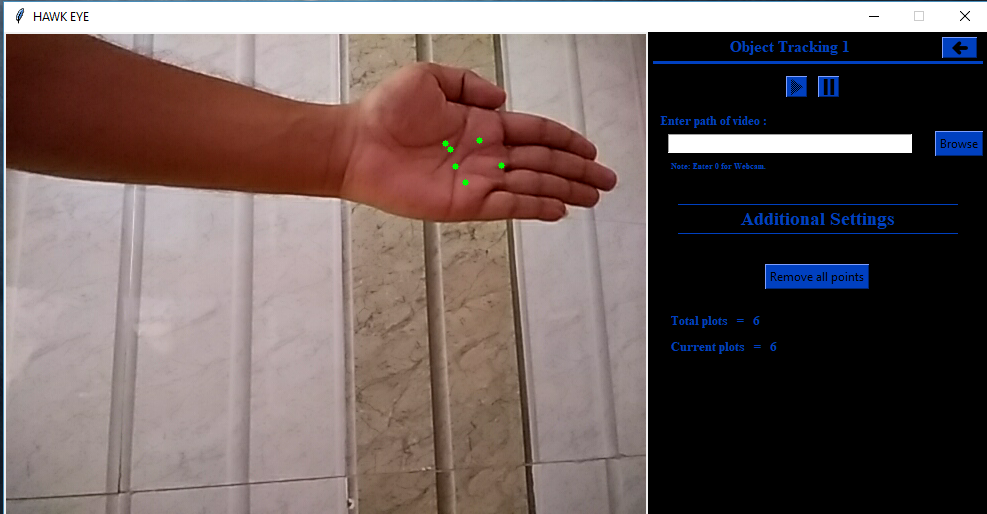 HAWK EYE
Object Tracking 1
Enter path of video :
Browse
Note: Enter 0 for Webcam.
Additional Settings
Remove all points
Total plots = 6
Current plots = 6